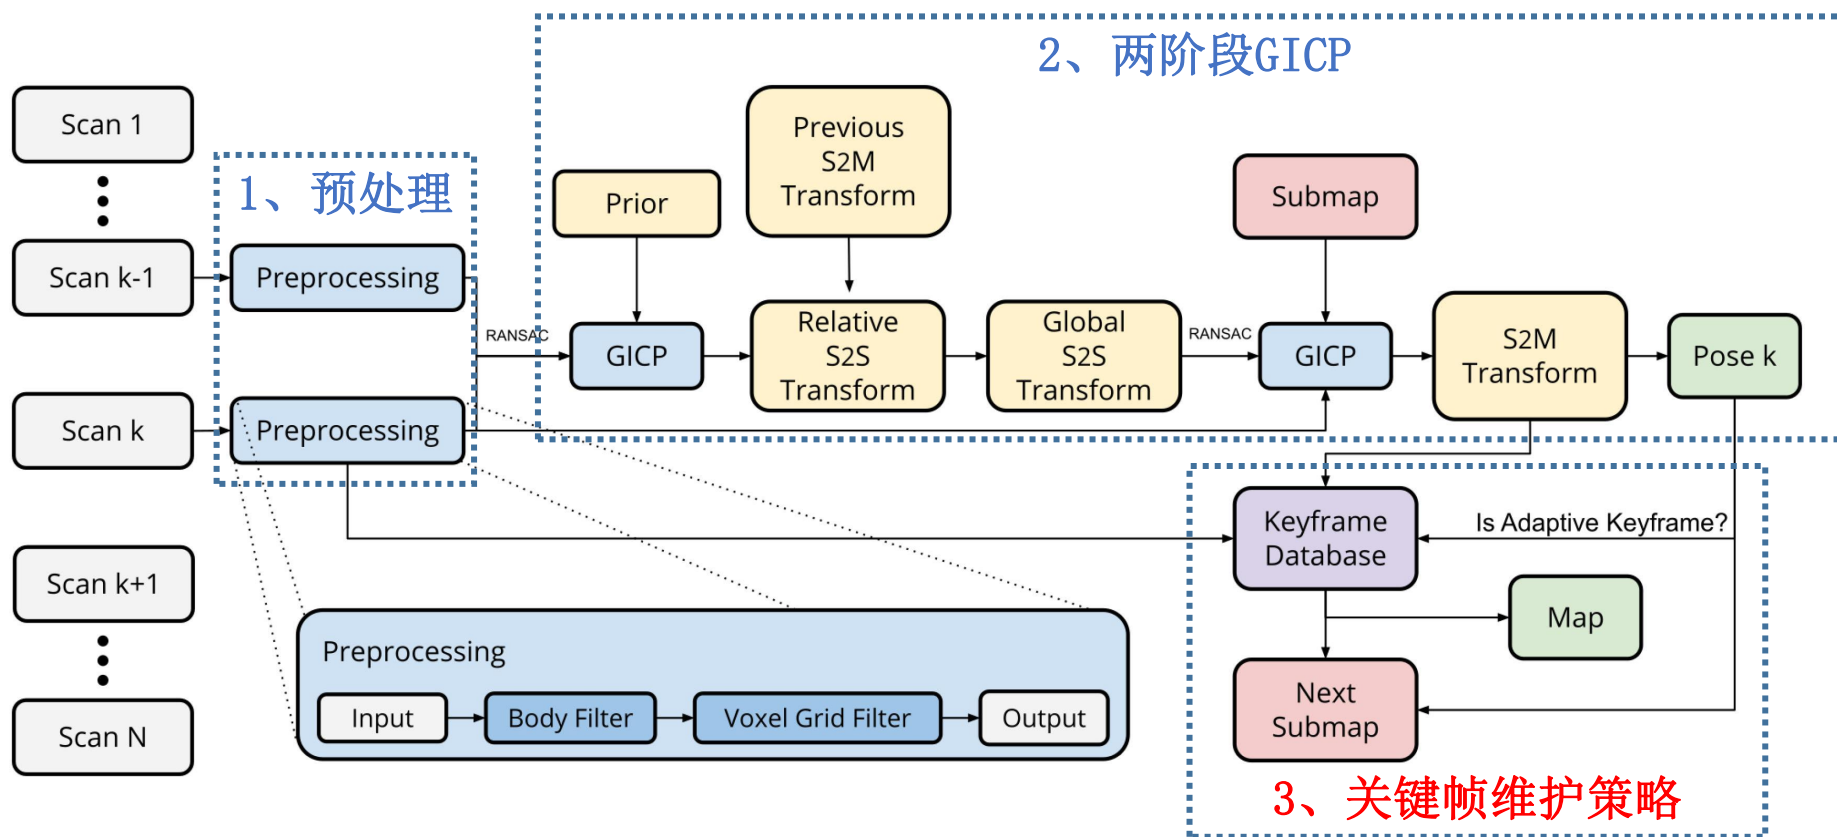 2、两阶段GICP
Scan 1
Previous
S2M
Transform
1、预处理
Prior
Submap
Scan k-1
Preprocessing
RANSAC
GICP
Relative
S2S
Transform
Global
S2S
Transform
RANSAC
GICP
S2M
Transform
Pose k
Scan k
Preprocessing
Keyframe
Database
Is Adaptive Keyframe?
Scan k+1
Map
Preprocessing
Input
Body Filter
Voxel Grid Filter
Output
Next
Submap
Scan N
3、关键帧维护策略